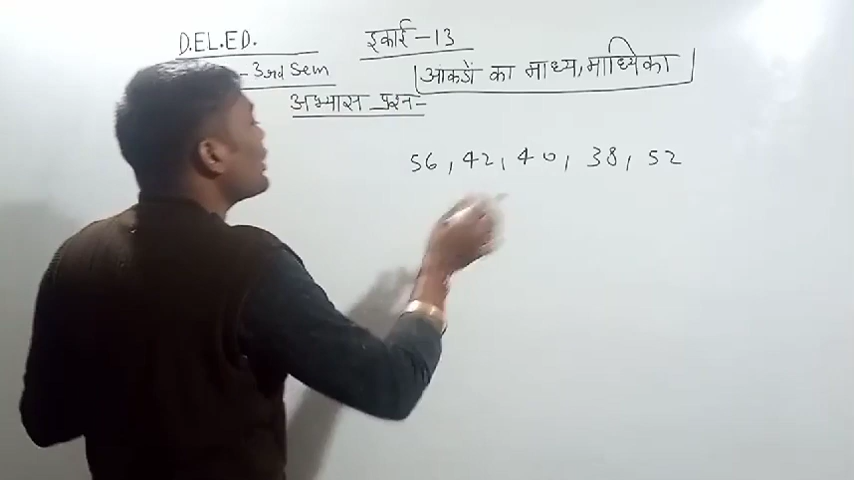 D.EL.ED. इकाई-13
-3rd Sem आंकडों का माध्य, माध्यिका
अभ्यास प्रश्न-
56, 42, 40, 38, 52